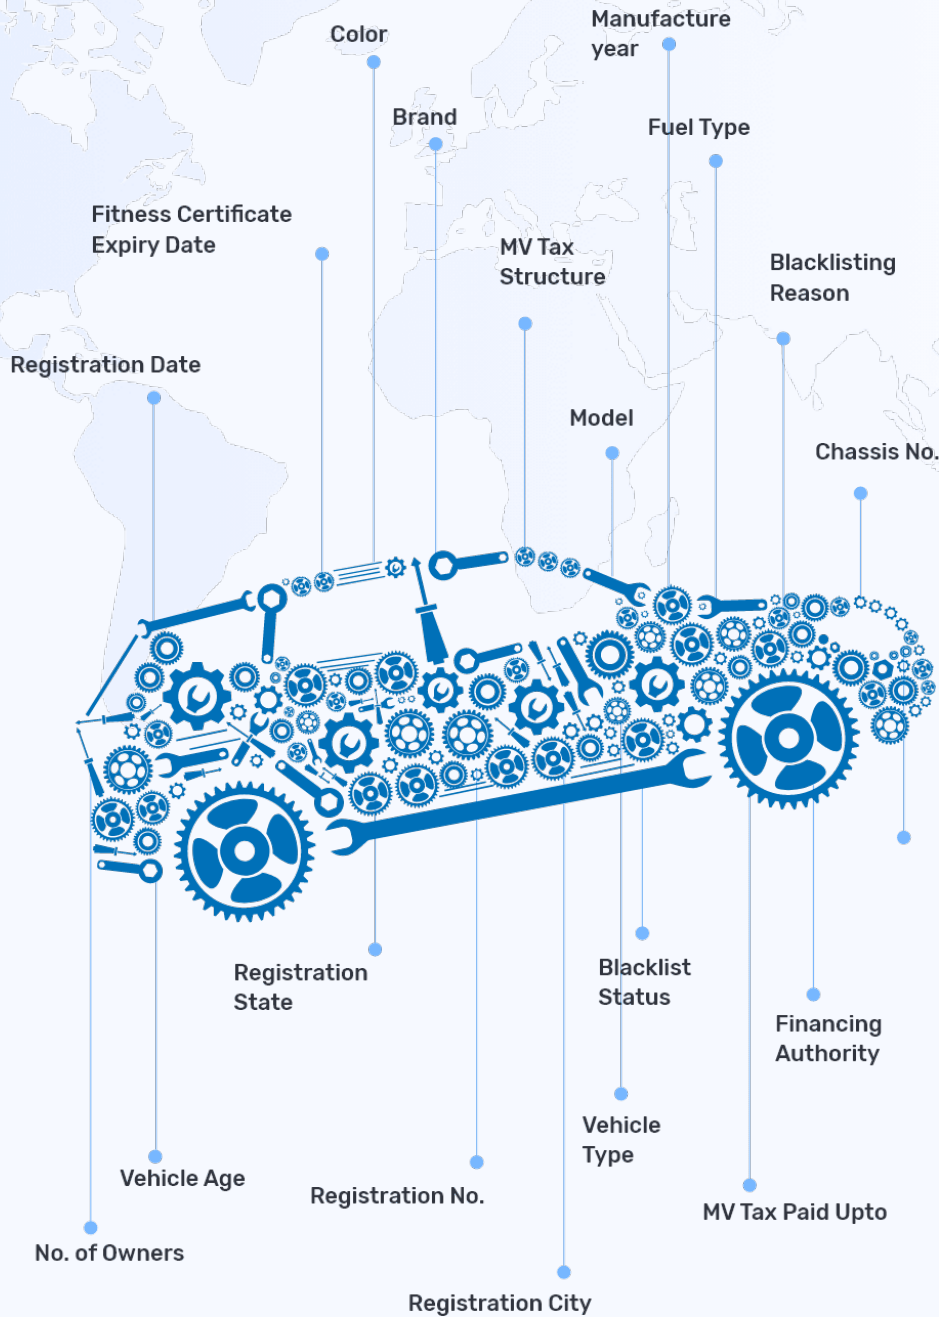 Color
Manufacture
year
Brand
Fuel Type
Fitness Certificate
Expiry Date
MV Tax
Structure
Blacklisting
Reason
Registration Date
Model
Chassis No.
Registration
State
Blacklist
Status
Financing
Authority
Vehicle
Type
Vehicle Age
Registration No.
MV Tax Paid Upto
No. of Owners
Registration City